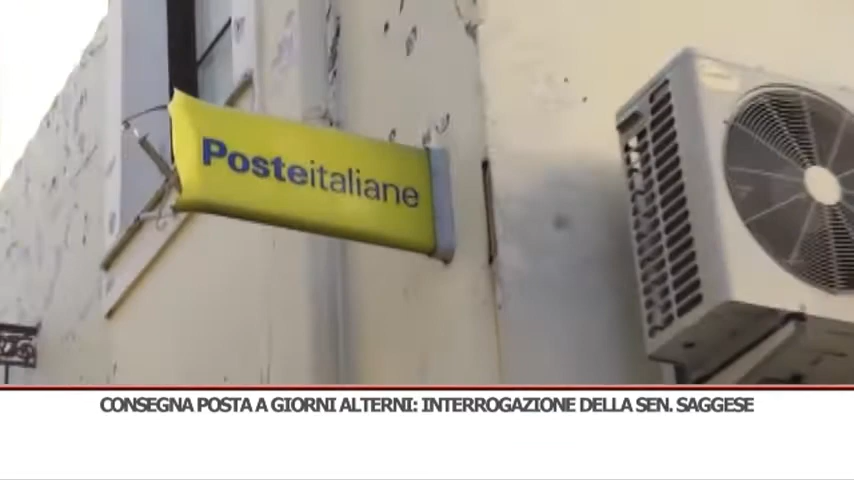 Posteitaliane
CONSEGNA POSTA A GIORNI ALTERNI: INTERROGAZIONE DELLA SEN. SAGGESE